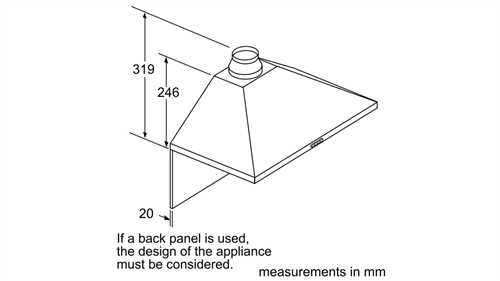 319
246
20
If a back panel is used,
the design of the appliance
must be considered.
measurements in mm